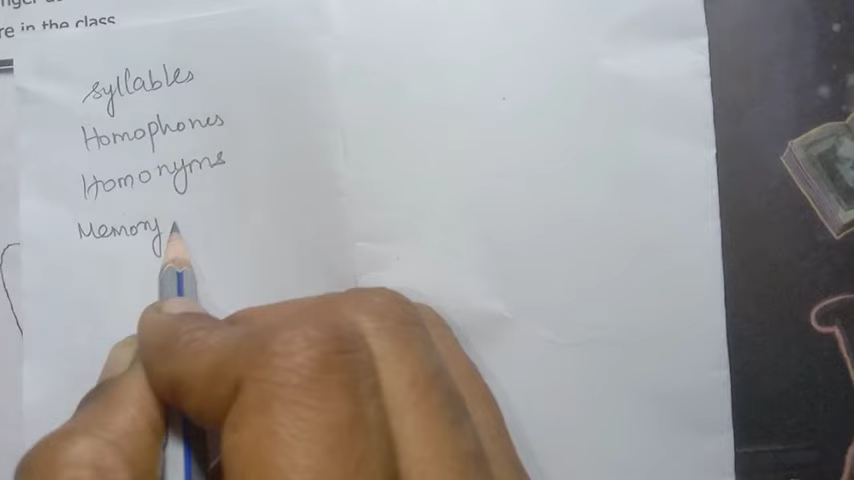 re in the class
syllables
Homophones
Homonyms
Memory